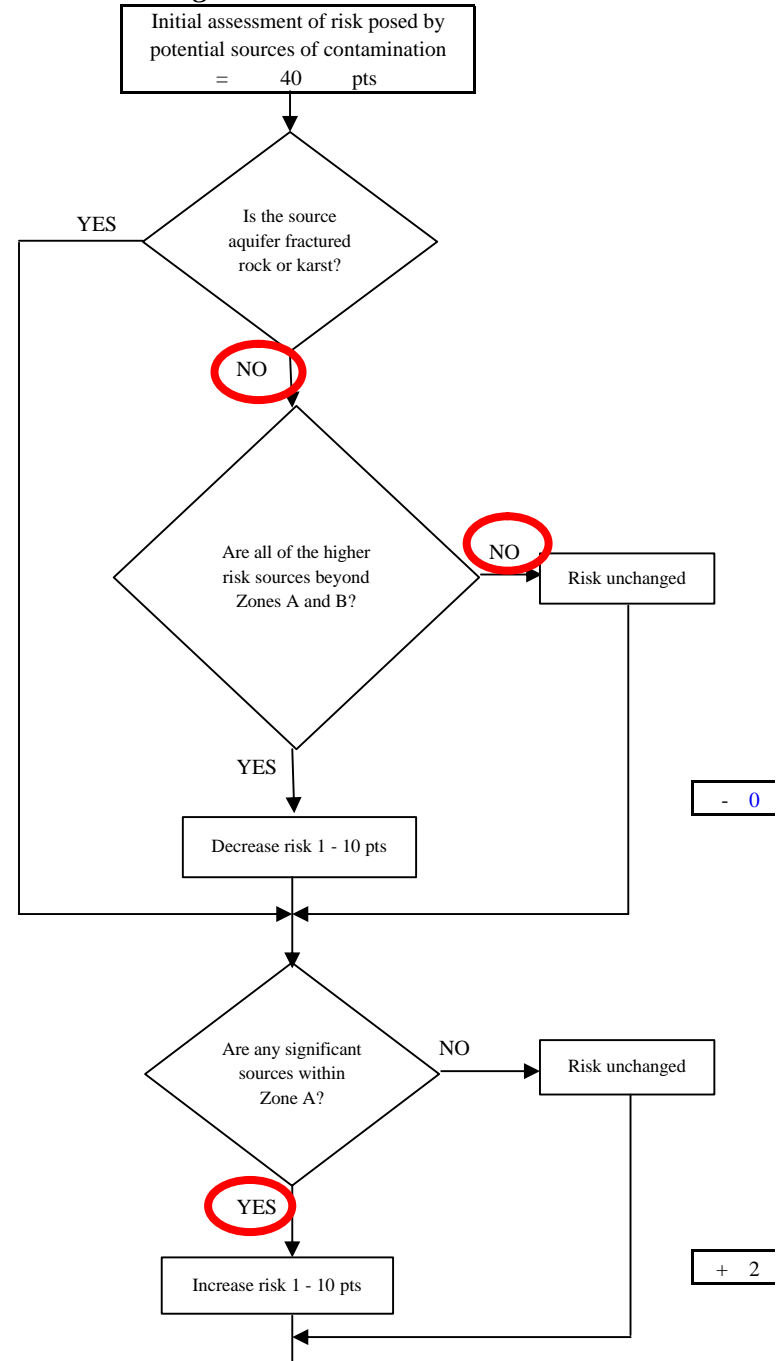 Initial assessment of risk posed by
potential sources of contamination
= 40 pts
YES
Is the source
aquifer fractured
rock or karst?
NO
Are all of the higher
risk sources beyond
Zones A and B?
NO
Risk unchanged
YES
- 0
Decrease risk 1 - 10 pts
Are any significant
sources within
Zone A?
NO
Risk unchanged
YES
+ 2
Increase risk 1 - 10 pts